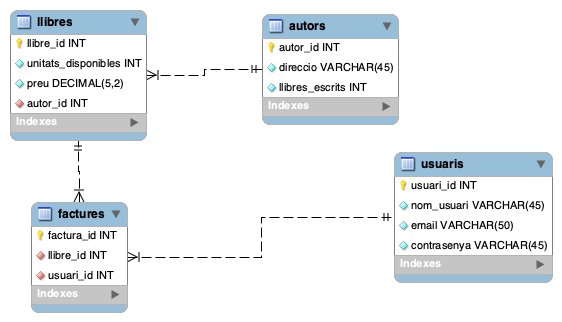 llibres
llibre_id INT
unitats_disponibles INT
preu DECIMAL(5,2)
autor_id INT
Indexes
autors
autor_id INT
direccio VARCHAR(45)
llibres_escrits INT
Indexes
factures
factura_id INT
llibre_id INT
usuari_id INT
Indexes
usuaris
usuari_id INT
nom_usuari VARCHAR(45)
email VARCHAR(50)
contrasenya VARCHAR(45)
Indexes